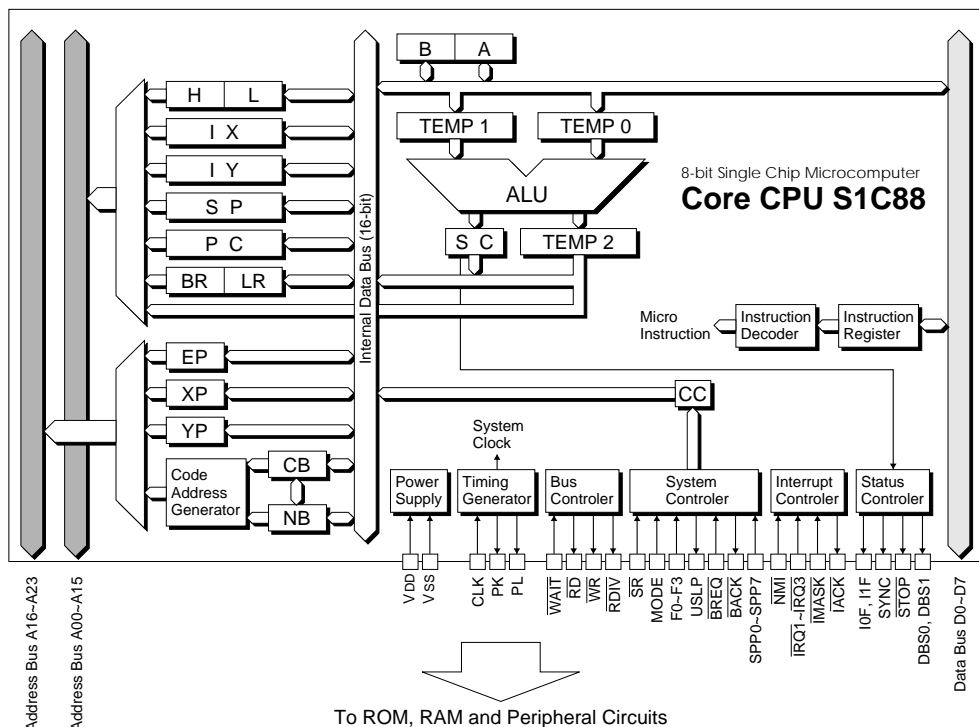 B A
H L
I X
I Y
S P
P C
BR LR
EP
XP
YP
Code
Address
Generator
CB
NB
Internal Data Bus (16-bit)
TEMP 1
TEMP 0
ALU
S C
TEMP 2
8-bit Single Chip Microcomputer
Core CPU S1C88
Micro
Instruction
Instruction
Decoder
Instruction
Register
CC
System
Clock
Power
Supply
Timing
Generator
Bus
Controler
System
Controler
Interrupt
Controler
Status
Controler
VDD
VSS
CLK
PK
PL
WAIT
RD
WR
RDIV
SR
MODE
F0~F3
USLP
BREQ
BACK
SPP0~SPP7
NMI
IRQ1~IRQ3
IMASK
IACK
I0F, I1F
SYNC
STOP
DBS0, DBS1
Address Bus A16~A23
Address Bus A00~A15
Data Bus D0~D7
To ROM, RAM and Peripheral Circuits